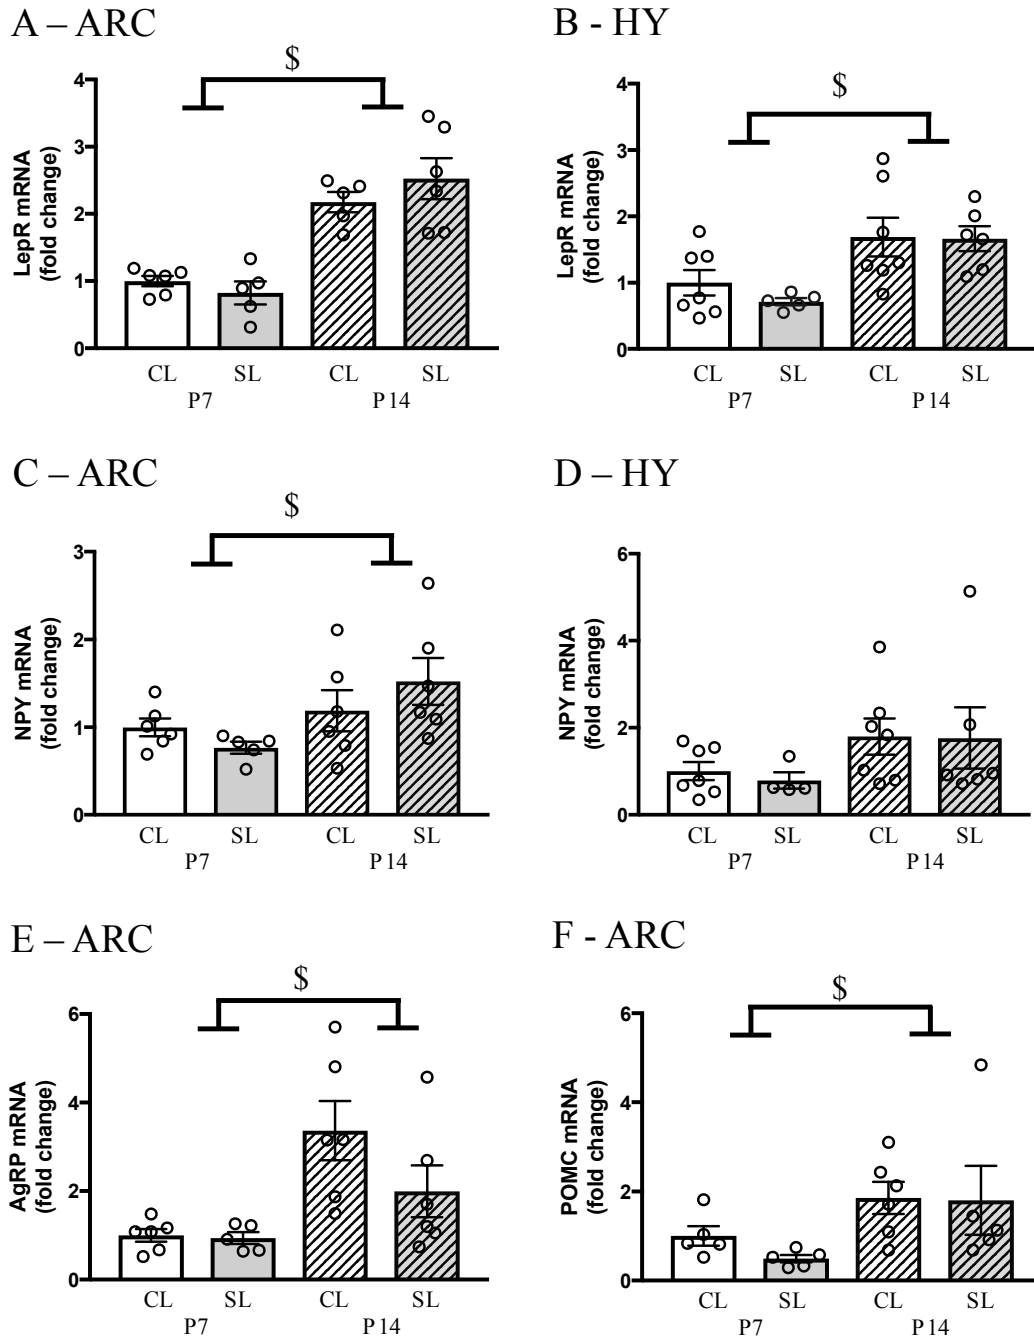 A – ARC
$
LepR mRNA
(fold change)
4
3
2
1
0
CL SL CL SL
P7 P14
B - HY
$
LepR mRNA
(fold change)
4
3
2
1
0
CL SL CL SL
P7 P14
C – ARC
$
NPY mRNA
(fold change)
3
2
1
0
CL SL CL SL
P7 P14
D – HY
NPY mRNA
(fold change)
6
4
2
0
CL SL CL SL
P7 P14
E – ARC
$
AgRP mRNA
(fold change)
6
4
2
0
CL SL CL SL
P7 P14
F - ARC
$
POMC mRNA
(fold change)
6
4
2
0
CL SL CL SL
P7 P14